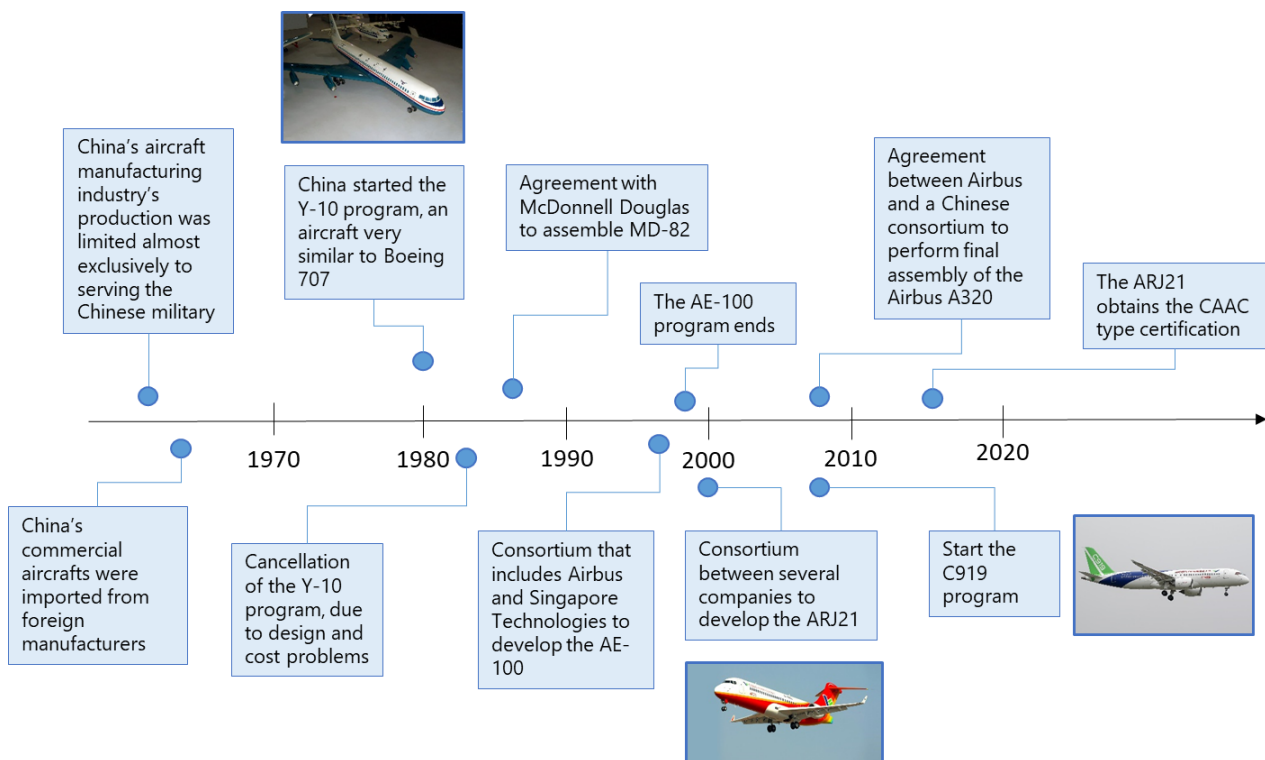 China's aircraft
manufacturing
industry's
production was
limited almost
exclusively to
serving the
Chinese military
China started the
Y-10 program, an
aircraft very
similar to Boeing
707
Agreement with
McDonnell Douglas
to assemble MD-82
The AE-100
program ends
Agreement
between Airbus
and a Chinese
consortium to
perform final
assembly of the
Airbus A320
The ARJ21
obtains the CAAC
type certification
1970
1980
1990
2000
2010
2020
China's
commercial
aircrafts were
imported from
foreign
manufacturers
Cancellation
of the Y-10
program, due
to design and
cost problems
Consortium that
includes Airbus
and Singapore
Technologies to
develop the AE-
100
Consortium
between several
companies to
develop the ARJ21
Start the
C919
program
C919